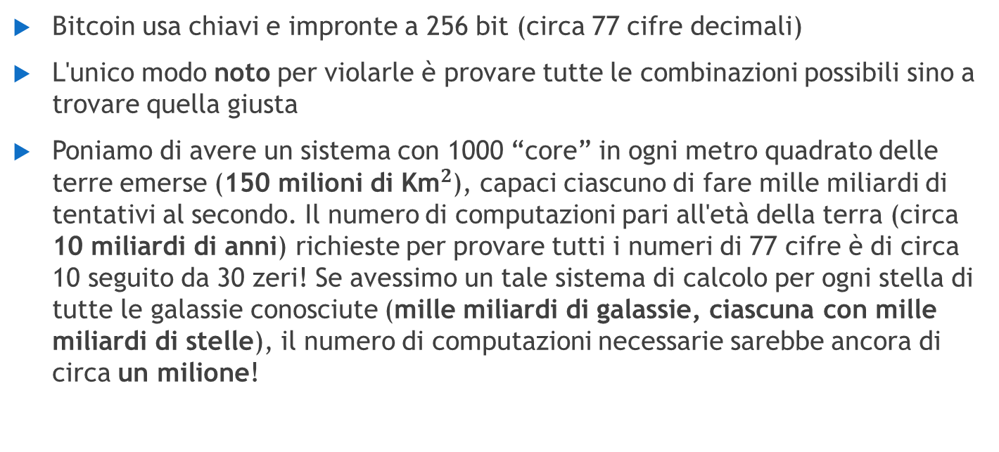 Bitcoin usa chiavi e impronte a 256 bit (circa 77 cifre decimali)
L'unico modo noto per violarle è provare tutte le combinazioni possibili sino a
trovare quella giusta
Poniamo di avere un sistema con 1000 “core” in ogni metro quadrato delle
terre emerse (150 milioni di Km²), capaci ciascuno di fare mille miliardi di
tentativi al secondo. Il numero di computazioni pari all'età della terra (circa
10 miliardi di anni) richieste per provare tutti i numeri di 77 cifre è di circa
10 seguito da 30 zeri! Se avessimo un tale sistema di calcolo per ogni stella di
tutte le galassie conosciute (mille miliardi di galassie, ciascuna con mille
miliardi di stelle), il numero di computazioni necessarie sarebbe ancora di
circa un milione!